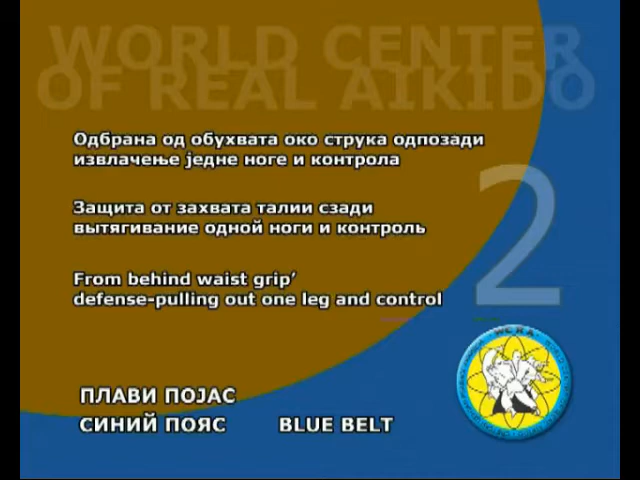 WORLD CENTER
OF REAL AIKIDO
Одбрана од обухвата око струка одпозади
извлачење једне ноге и контрола
Защита от захвата талии сзади
вытягивание одной ноги и контроль
From behind waist grip'
defense-pulling out one leg and control
2
W C R A
ПЛАВИ ПОЈАС
СИНИЙ ПОЯС BLUE BELT